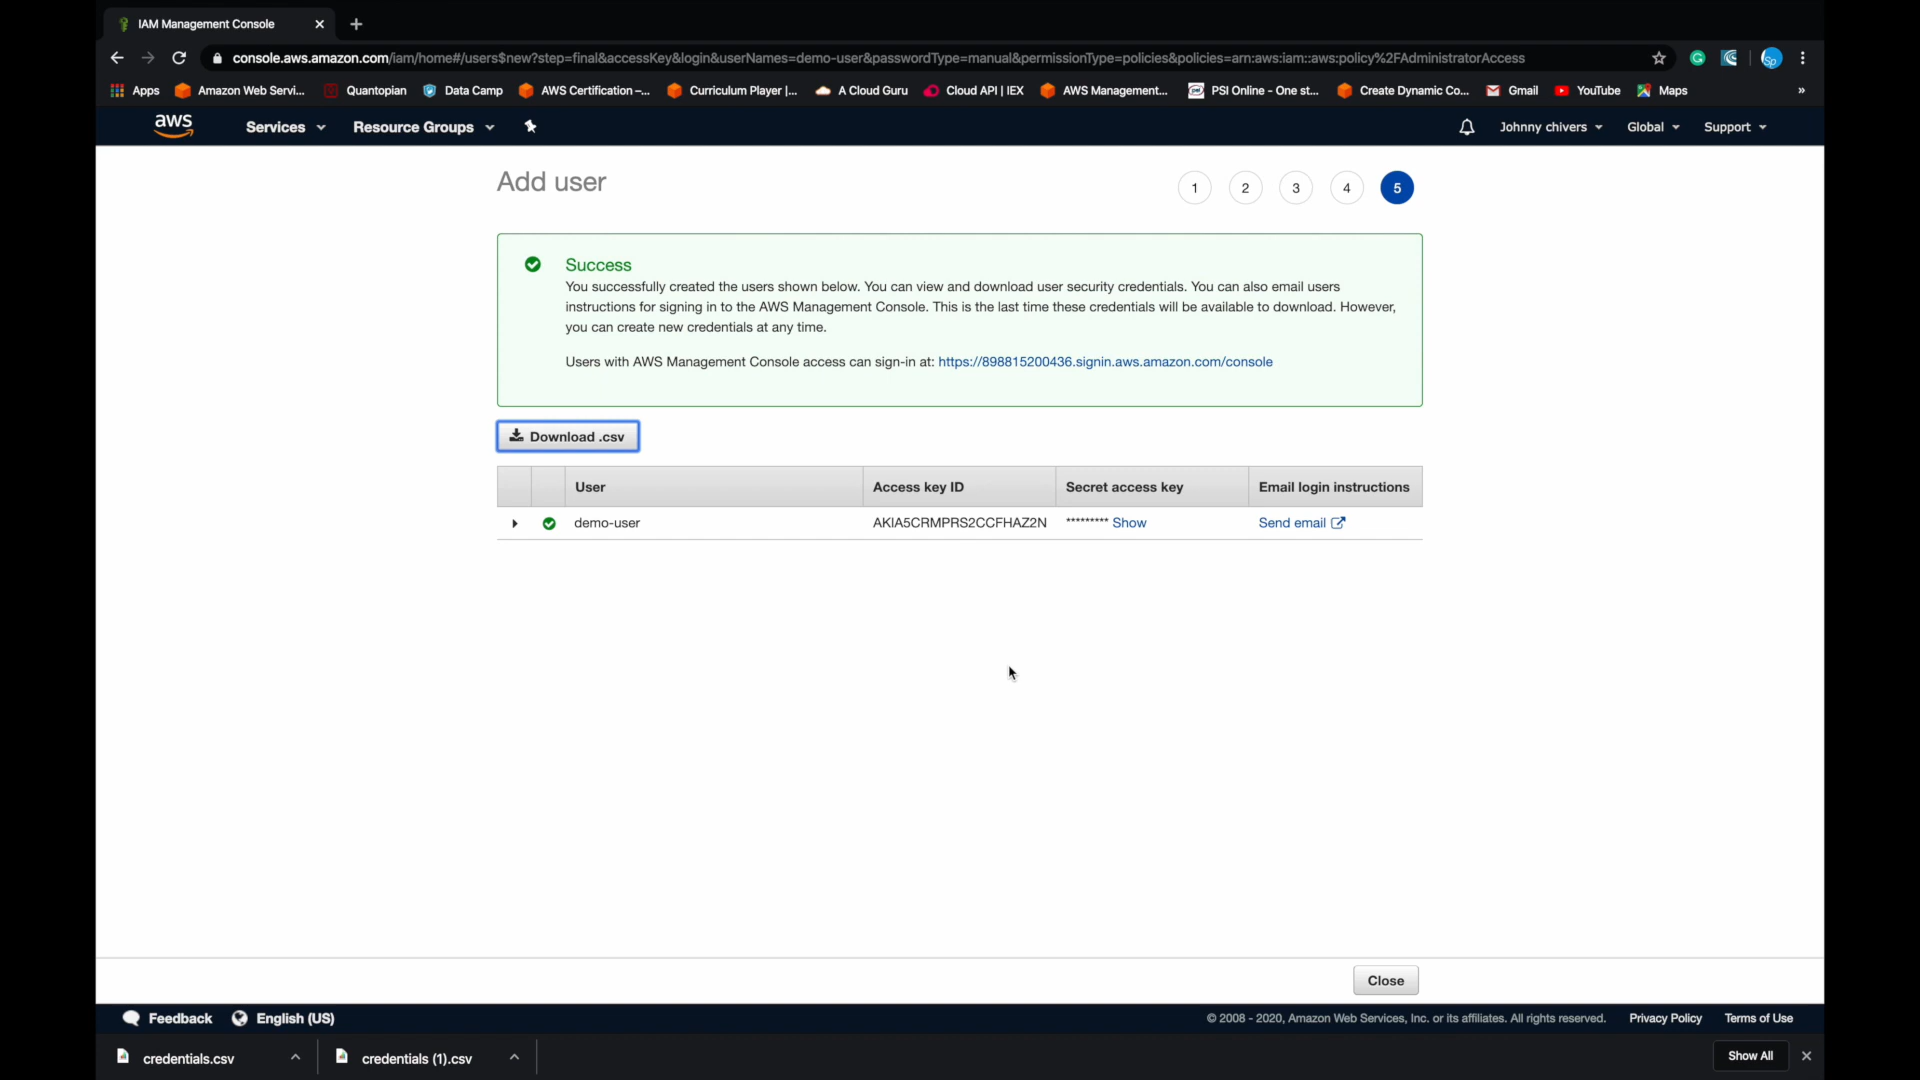 IAM Management Console
console.aws.amazon.com/iam/home#/users$new?step=final&accessKey&login&userNames=demo-user&passwordType=manual&permissionType=policies&policies=arn:aws:iam::aws:policy%2FAdministratorAccess
Sp
Apps Amazon Web Servi... Quantopian Data Camp AWS Certification –... Curriculum Player |... A Cloud Guru Cloud API | IEX AWS Management... PSI Online - One st... Create Dynamic Co... Gmail YouTube Maps »
aws Services Resource Groups Johnny chivers Global Support
Add user 1 2 3 4 5
Success
You successfully created the users shown below. You can view and download user security credentials. You can also email users
instructions for signing in to the AWS Management Console. This is the last time these credentials will be available to download. However,
you can create new credentials at any time.
Users with AWS Management Console access can sign-in at: https://898815200436.signin.aws.amazon.com/console
Download .csv
User Access key ID Secret access key Email login instructions
demo-user AKIA5CRMPRS2CCFHAZ2N ********* Show Send email
Close
Feedback English (US) © 2008 - 2020, Amazon Web Services, Inc. or its affiliates. All rights reserved. Privacy Policy Terms of Use
credentials.csv credentials (1).csv Show All